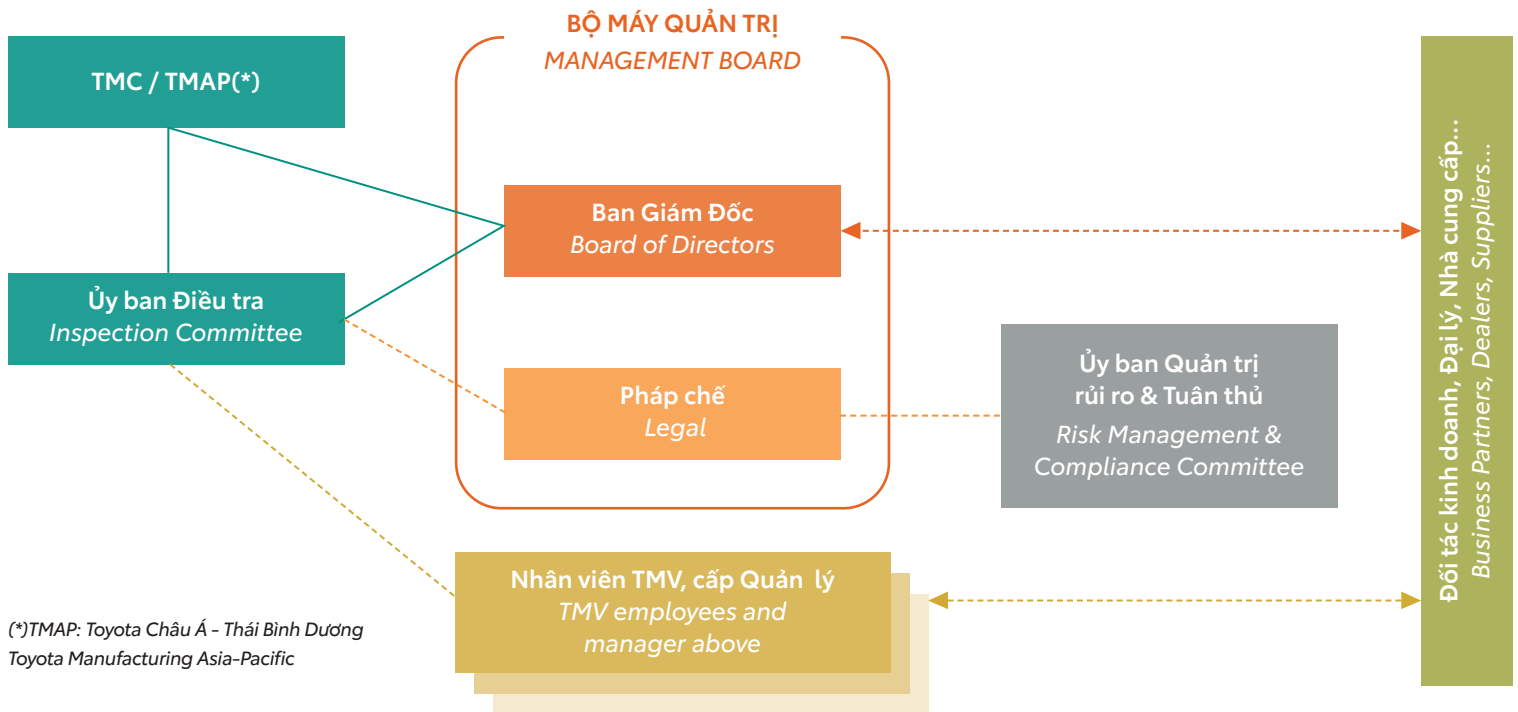 BỘ MÁY QUẢN TRỊ
MANAGEMENT BOARD
TMC / TMAP(*)
Ban Giám Đốc
Board of Directors
Ủy ban Điều tra
Inspection Committee
Pháp chế
Legal
Ủy ban Quản trị
rủi ro & Tuân thủ
Risk Management &
Compliance Committee
Nhân viên TMV, cấp Quản lý
TMV employees and
manager above
Đối tác kinh doanh, Đại lý, Nhà cung cấp...
Business Partners, Dealers, Suppliers...
(*)TMAP: Toyota Châu Á - Thái Bình Dương
Toyota Manufacturing Asia-Pacific